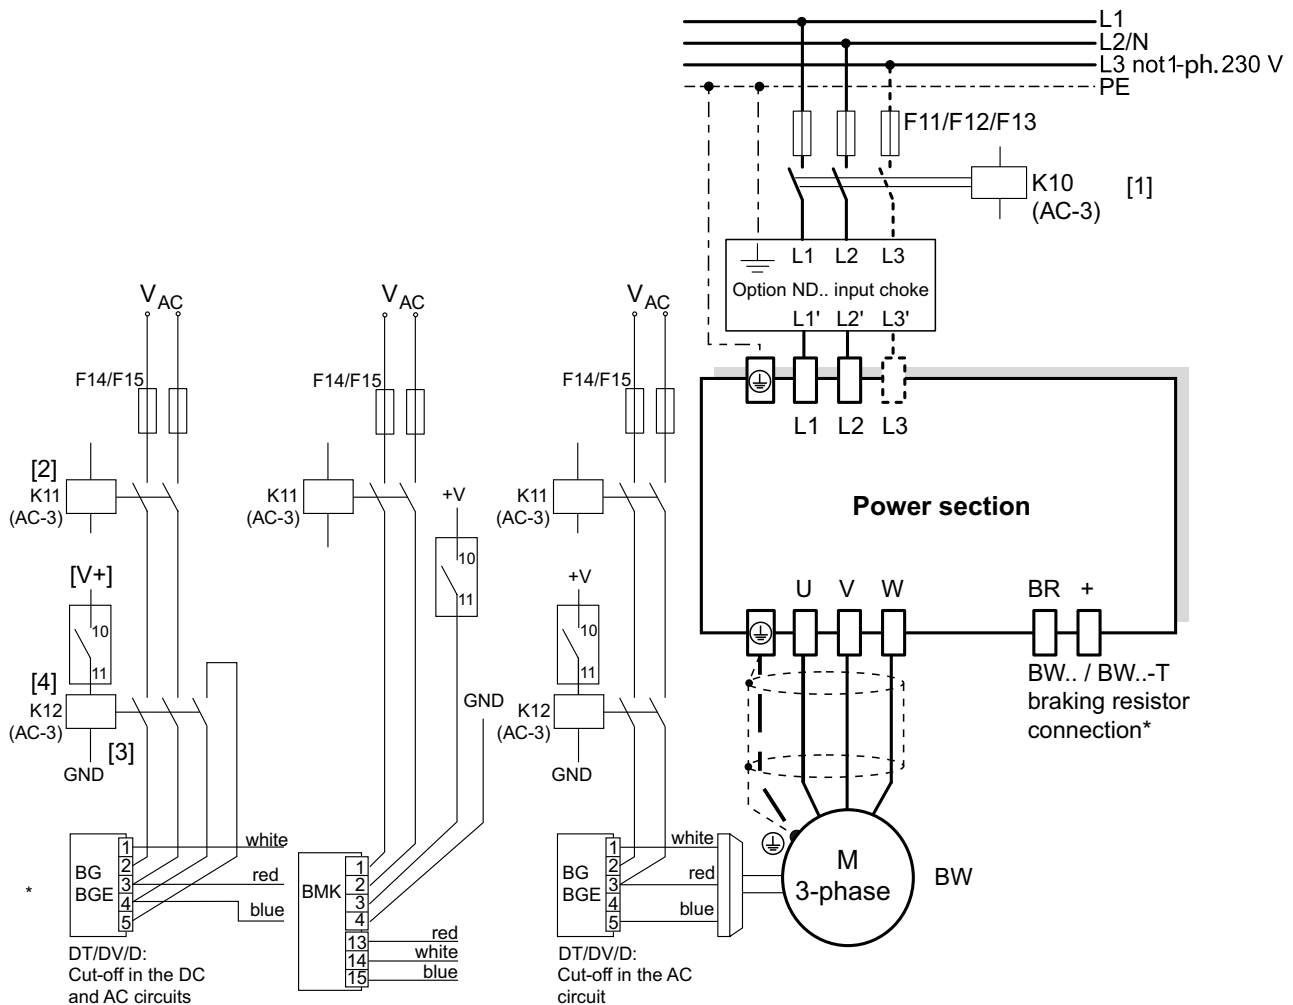 L1
L2/N
L3 not1-ph. 230 V
PE
F11/F12/F13
K10
(AC-3)
[1]
L1 L2 L3
Option ND.. input choke
L1' L2' L3'
L1 L2 L3
Power section
U V W
BR +
BW.. / BW..-T
braking resistor
connection*
M
3-phase
BW
VAC
F14/F15
[2]
K11
(AC-3)
[V+]
10
11
[4]
K12
(AC-3)
[3]
GND
BG
BGE
1
2
3
4
5
white
red
blue
*
DT/DV/D:
Cut-off in the DC
and AC circuits
VAC
F14/F15
K11
(AC-3)
+V
10
11
GND
BMK
1
2
3
4
13
14
15
red
white
blue
VAC
F14/F15
K11
(AC-3)
+V
10
11
K12
(AC-3)
GND
BG
BGE
1
2
3
4
5
white
red
blue
DT/DV/D:
Cut-off in the AC
circuit